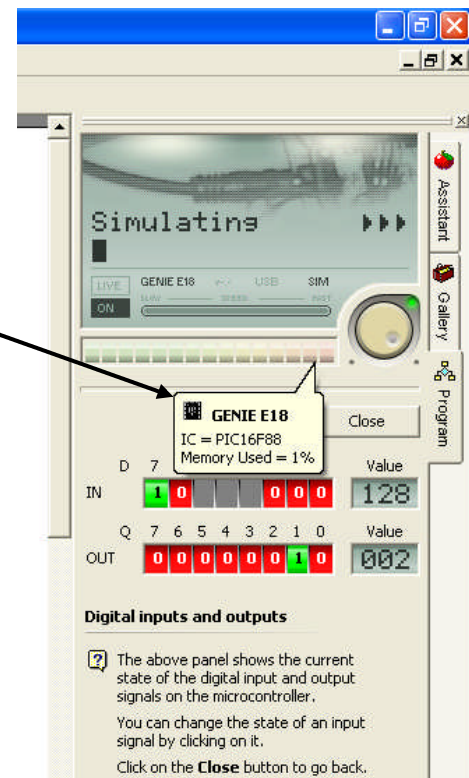 Simulating
LIVE GENIE E18 USB SIM
ON SLOW SPEED FAST
Assistant
Gallery
Program
GENIE E18
IC = PIC16F88
Memory Used = 1%
Close
D 7 2 1 0 Value
IN 1 0 0 0 0 128
Q 7 6 5 4 3 2 1 0 Value
OUT 0 0 0 0 0 0 1 0 002
Digital inputs and outputs
The above panel shows the current
state of the digital input and output
signals on the microcontroller.
You can change the state of an input
signal by clicking on it.
Click on the Close button to go back.